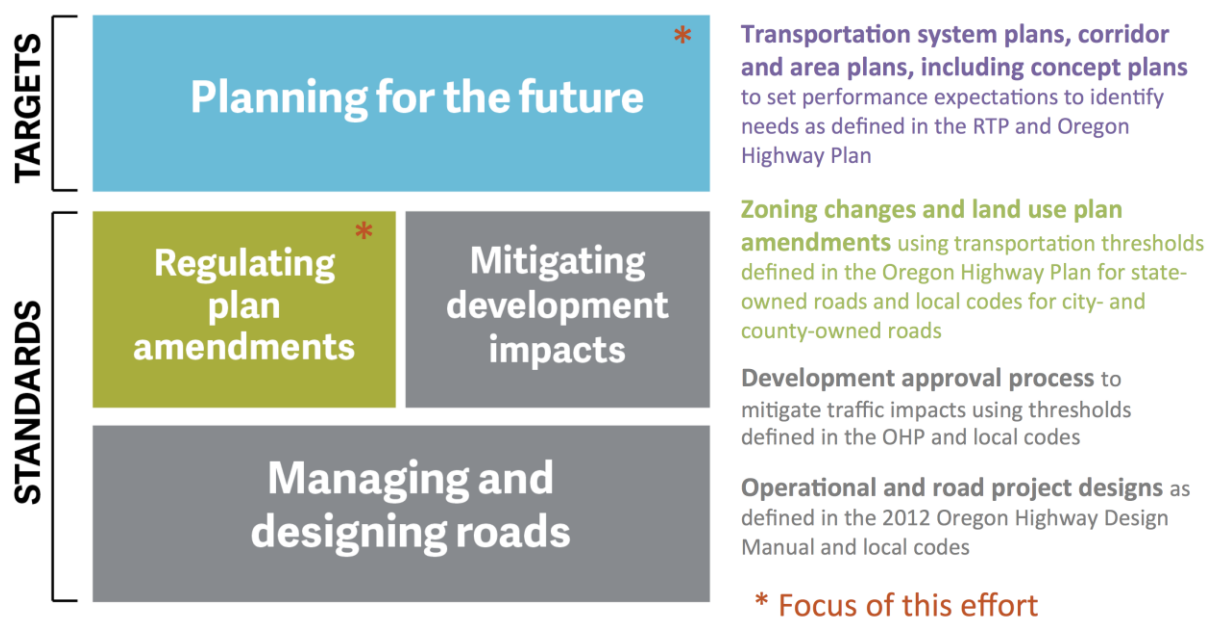 TARGETS
*
Planning for the future
Transportation system plans, corridor
and area plans, including concept plans
to set performance expectations to identify
needs as defined in the RTP and Oregon
Highway Plan
STANDARDS
*
Regulating
plan
amendments
Mitigating
development
impacts
Zoning changes and land use plan
amendments using transportation thresholds
defined in the Oregon Highway Plan for state-
owned roads and local codes for city- and
county-owned roads
Development approval process to
mitigate traffic impacts using thresholds
defined in the OHP and local codes
Managing and
designing roads
Operational and road project designs as
defined in the 2012 Oregon Highway Design
Manual and local codes
* Focus of this effort